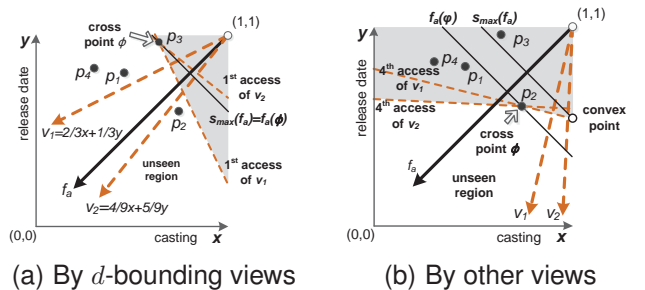 cross
point ϕ
(1,1)
y
p3
p4
p1
p2
release date
1st access
of v2
v1=2/3x+1/3y
smax(fa)=fa(ϕ)
unseen
region
1st access
of v1
fa
v2=4/9x+5/9y
(0,0)
casting
x
(a) By d-bounding views
fa(φ)
smax(fa)
(1,1)
y
p3
p4
p1
release date
4th access
of v1
p2
4th access
of v2
convex
point
cross
point ϕ
fa
unseen
region
v1
v2
(0,0)
casting
x
(b) By other views